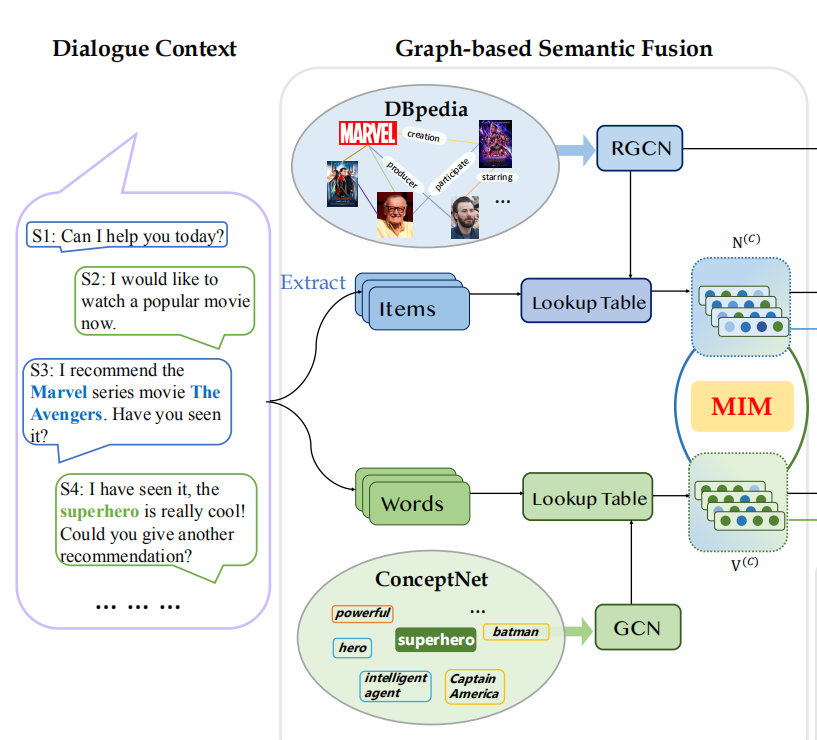 Dialogue Context
Graph-based Semantic Fusion
S1: Can I help you today?
S2: I would like to
watch a popular movie
now.
S3: I recommend the
Marvel series movie The
Avengers. Have you seen
it?
S4: I have seen it, the
superhero is really cool!
Could you give another
recommendation?
... ... ...
Extract
DBpedia
MARVEL
creation
producer
participate
starring
...
RGCN
Items
Lookup Table
N(C)
MIM
Words
Lookup Table
V(C)
ConceptNet
powerful
...
hero
superhero
batman
intelligent
agent
Captain
America
GCN